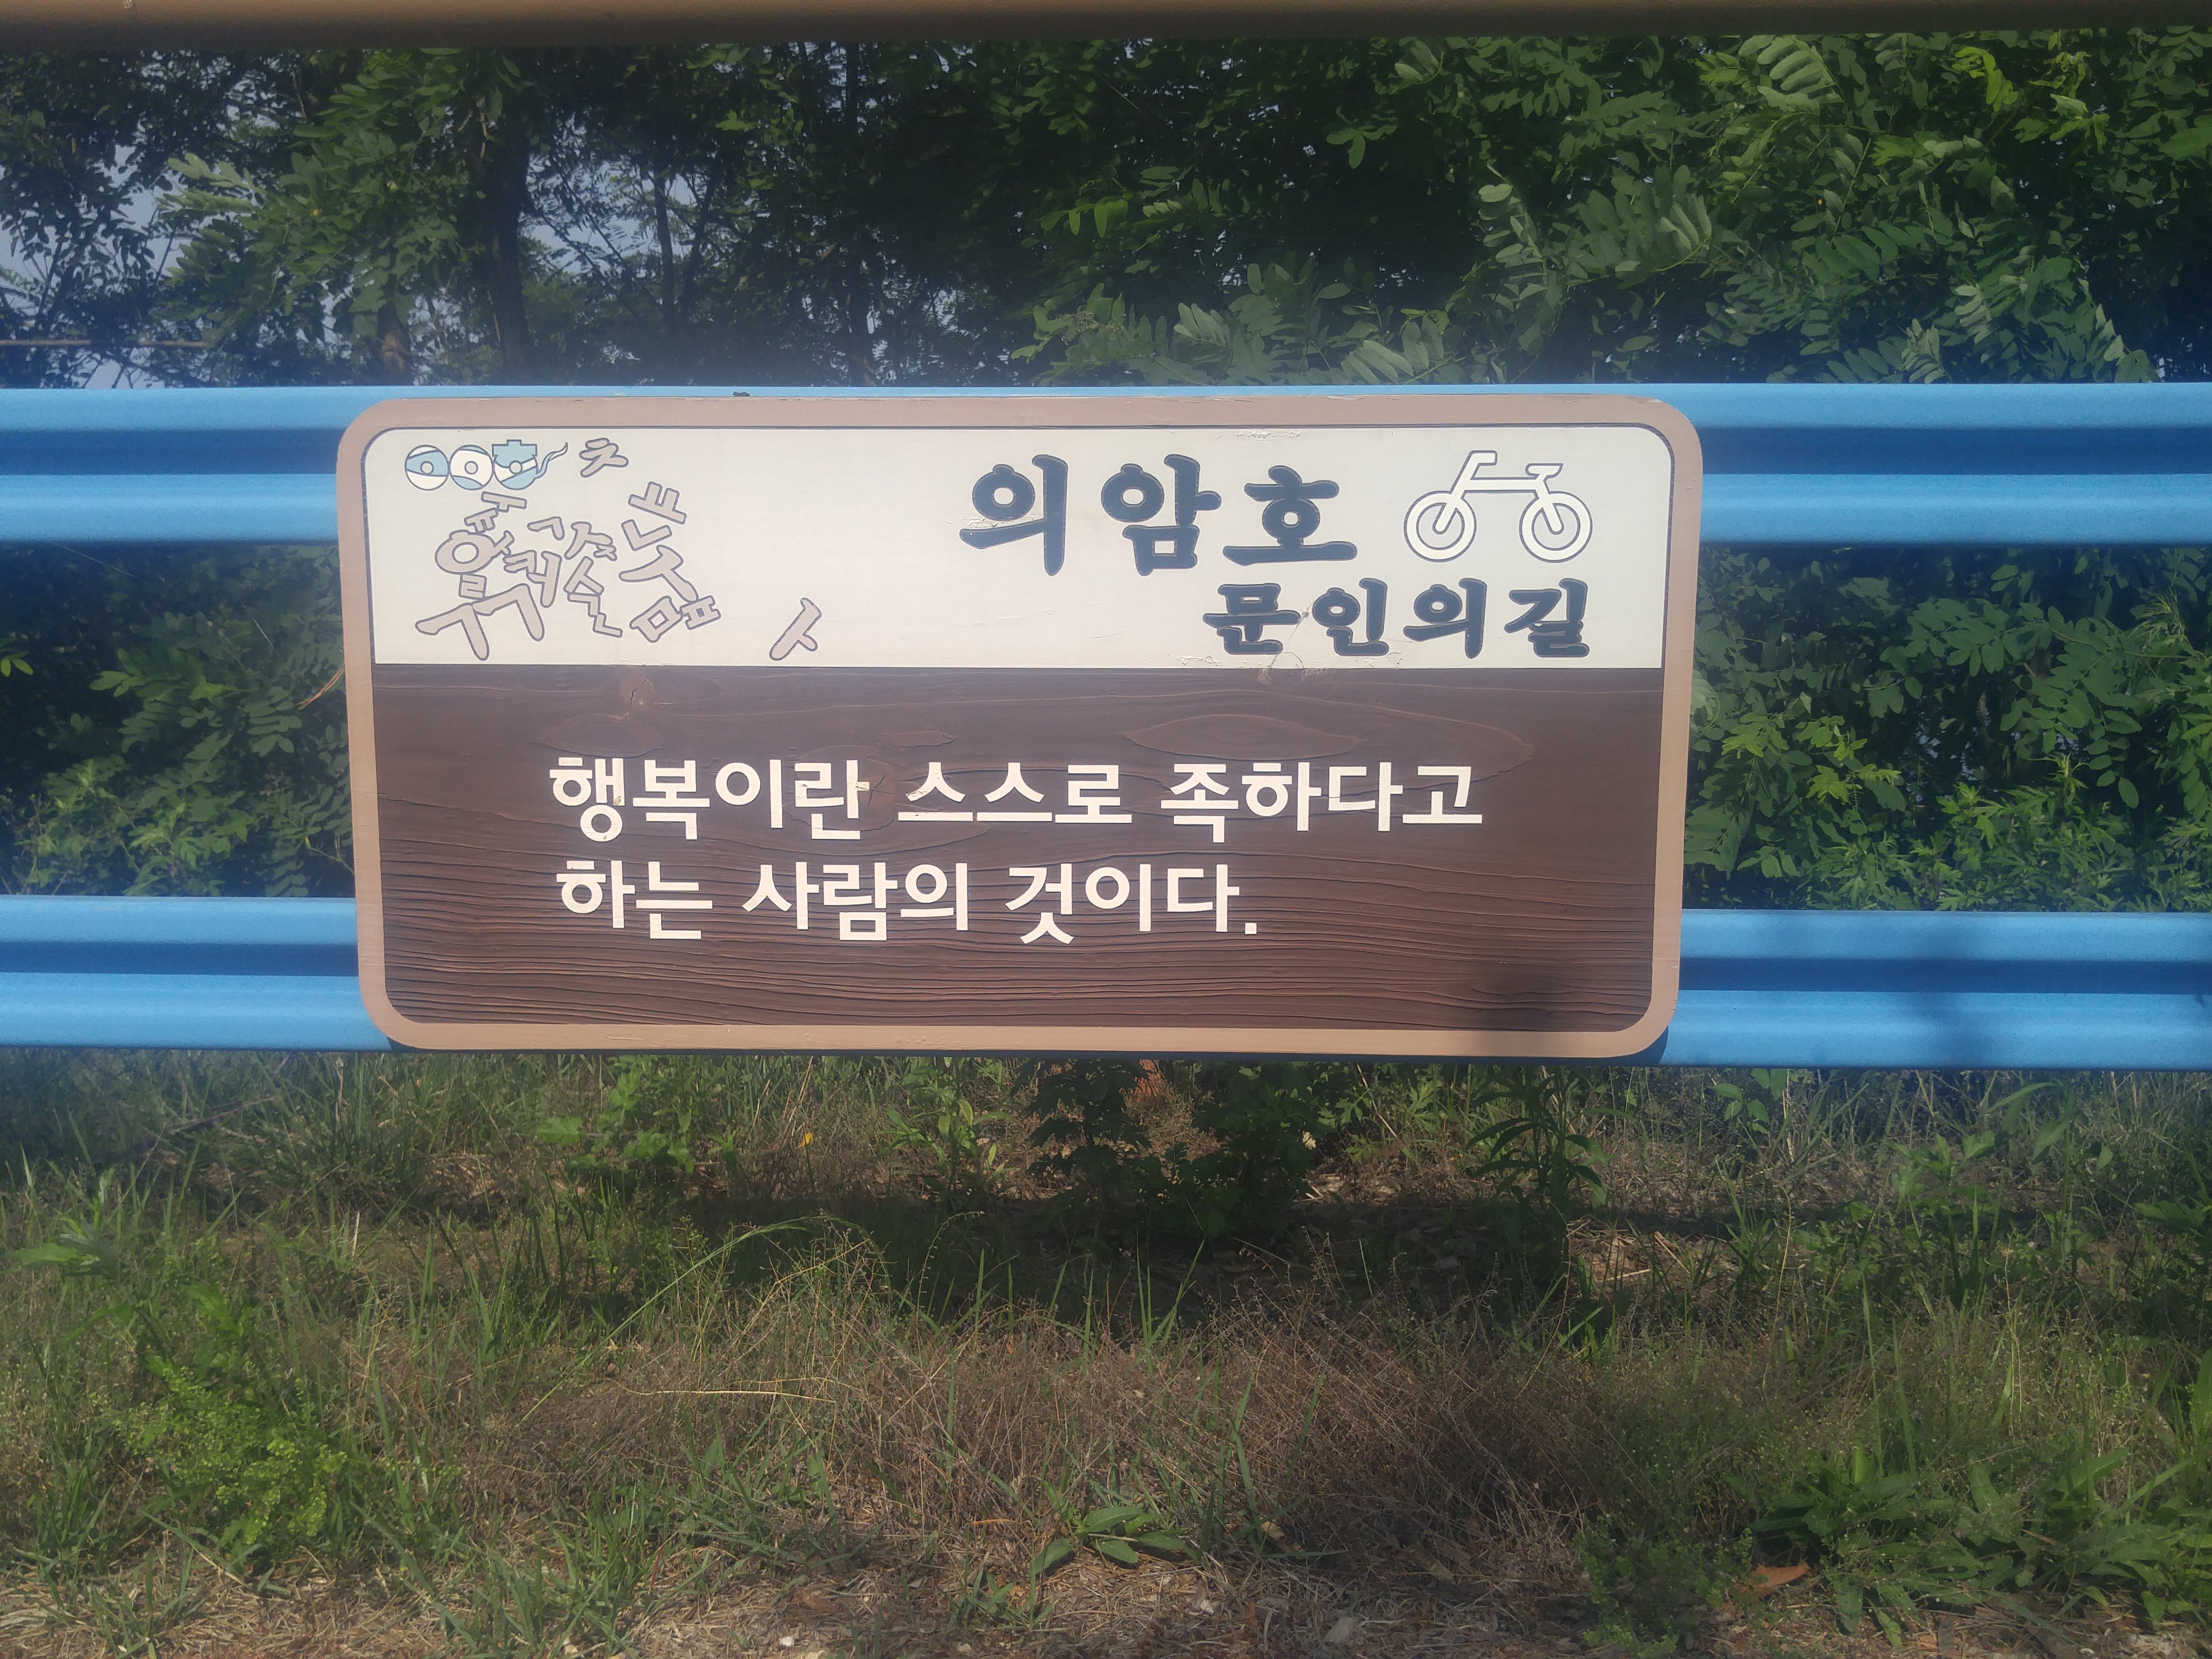 의암호
문인의길
행복이란 스스로 족하다고
하는 사람의 것이다.